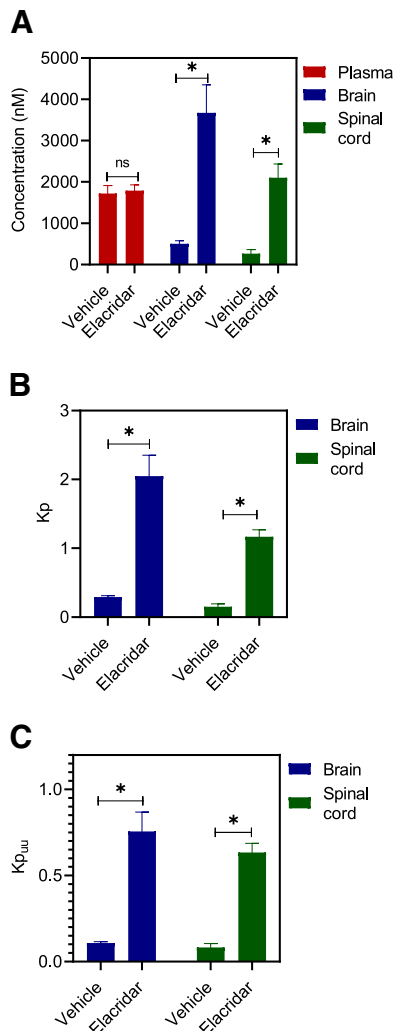 A
Concentration (nM)
5000
4000
3000
2000
1000
0
ns
*
*
Plasma
Brain
Spinal
cord
Vehicle
Elacridar
Vehicle
Elacridar
Vehicle
Elacridar
B
Kp
3
2
1
0
*
*
Brain
Spinal
cord
Vehicle
Elacridar
Vehicle
Elacridar
C
Kpuu
1.0
0.5
0.0
*
*
Brain
Spinal
cord
Vehicle
Elacridar
Vehicle
Elacridar